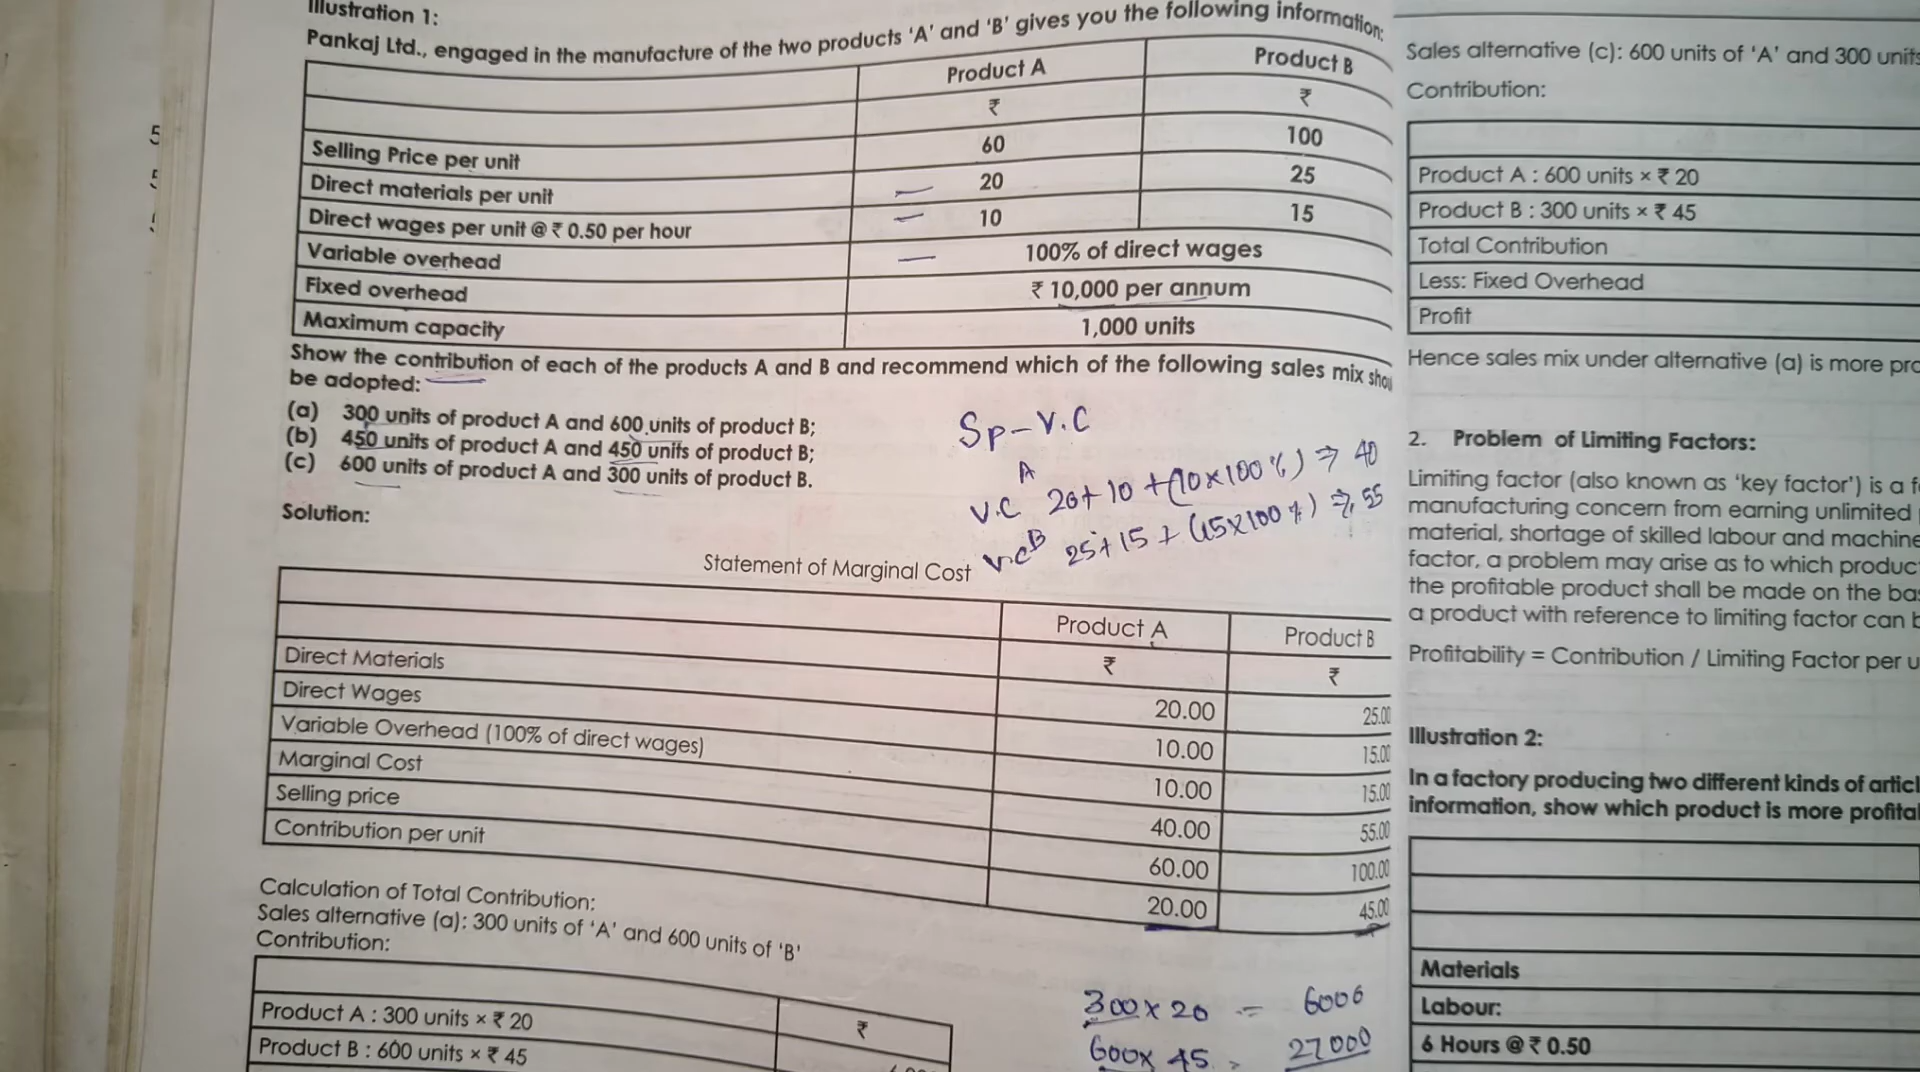 Illustration 1:
Pankaj Ltd., engaged in the manufacture of the two products 'A' and 'B' gives you the following information:
Product A Product B
₹ ₹
Selling Price per unit 60 100
Direct materials per unit 20 25
Direct wages per unit @ ₹ 0.50 per hour 10 15
Variable overhead 100% of direct wages
Fixed overhead ₹ 10,000 per annum
Maximum capacity 1,000 units
Show the contribution of each of the products A and B and recommend which of the following sales mix
be adopted:
(a) 300 units of product A and 600 units of product B;
(b) 450 units of product A and 450 units of product B;
(c) 600 units of product A and 300 units of product B.
Sp-V.C
A
V.C 20+ 10 + (10x100%) ⇒ 40
V.C B 25+15 + (15x100%) ⇒ 55
Solution:
Statement of Marginal Cost
Product A Product B
₹ ₹
Direct Materials 20.00 25.00
Direct Wages 10.00 15.00
Variable Overhead (100% of direct wages) 10.00 15.00
Marginal Cost 40.00 55.00
Selling price 60.00 100.00
Contribution per unit 20.00 45.00
Calculation of Total Contribution:
Sales alternative (a): 300 units of 'A' and 600 units of 'B'
Contribution:
₹
Product A : 300 units × ₹ 20
Product B : 600 units × ₹ 45
300x 20 = 6000
600x 45 = 27000
5
5
Sales alternative (c): 600 units of 'A' and 300 units
Contribution:
Product A : 600 units × ₹ 20
Product B : 300 units × ₹ 45
Total Contribution
Less: Fixed Overhead
Profit
Hence sales mix under alternative (a) is more
2. Problem of Limiting Factors:
Limiting factor (also known as 'key factor') is a
manufacturing concern from earning unlimited
material, shortage of skilled labour and machine
factor, a problem may arise as to which
the profitable product shall be made on the
a product with reference to limiting factor can
Profitability = Contribution / Limiting Factor per
Illustration 2:
In a factory producing two different kinds of
information, show which product is more
Materials
Labour:
6 Hours @ ₹ 0.50